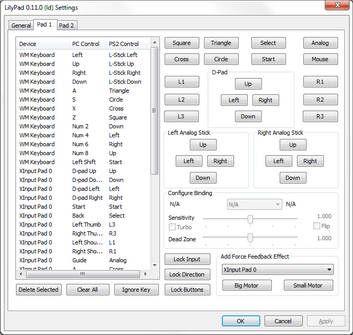 LilyPad 0.11.0 (ld) Settings
General Pad 1 Pad 2
Device PC Control PS2 Control
WM Keyboard Left L-Stick Left
WM Keyboard Up L-Stick Up
WM Keyboard Right L-Stick Right
WM Keyboard Down L-Stick Down
WM Keyboard A Triangle
WM Keyboard S Circle
WM Keyboard X Cross
WM Keyboard Z Square
WM Keyboard Num 2 Down
WM Keyboard Num 4 Left
WM Keyboard Num 6 Right
WM Keyboard Num 8 Up
WM Keyboard Left Shift Start
XInput Pad 0 D-pad Up Up
XInput Pad 0 D-pad Do... Down
XInput Pad 0 D-pad Left Left
XInput Pad 0 D-pad Right Right
XInput Pad 0 Start Start
XInput Pad 0 Back Select
XInput Pad 0 Left Thumb L3
XInput Pad 0 Right Thu... R3
XInput Pad 0 Left Shou... L1
XInput Pad 0 Right Sho... R1
XInput Pad 0 Guide Analog
XInput Pad 0 A Cross
Delete Selected Clear All Ignore Key
Square Triangle Select Analog
Cross Circle Start Mouse
D-Pad
L1 Up R1
L2 Left Right R2
L3 Down R3
Left Analog Stick Right Analog Stick
Up Up
Left Right Left Right
Down Down
Configure Binding
N/A N/A N/A
Sensitivity 1.000
Turbo Flip
Dead Zone 1.000
Lock Input
Lock Direction
Lock Buttons
Add Force Feedback Effect
XInput Pad 0
Big Motor Small Motor
OK Cancel Apply